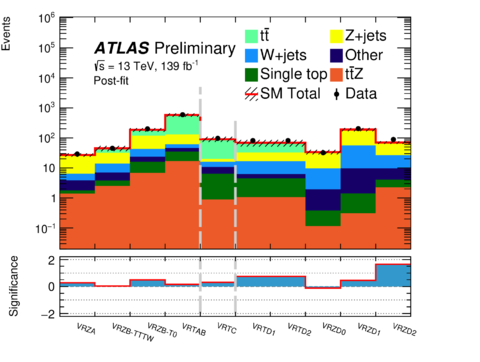 Events
10⁶
10⁵
10⁴
10³
10²
10
1
10⁻¹
ATLAS Preliminary
√s = 13 TeV, 139 fb⁻¹
Post-fit
tt̄ Z+jets
W+jets Other
Single top tt̄Z
SM Total Data
Significance
2
0
−2
VRZA VRZB-TTTW VRZB-T0 VRTAB VRTC VRTD1 VRTD2 VRZD0 VRZD1 VRZD2